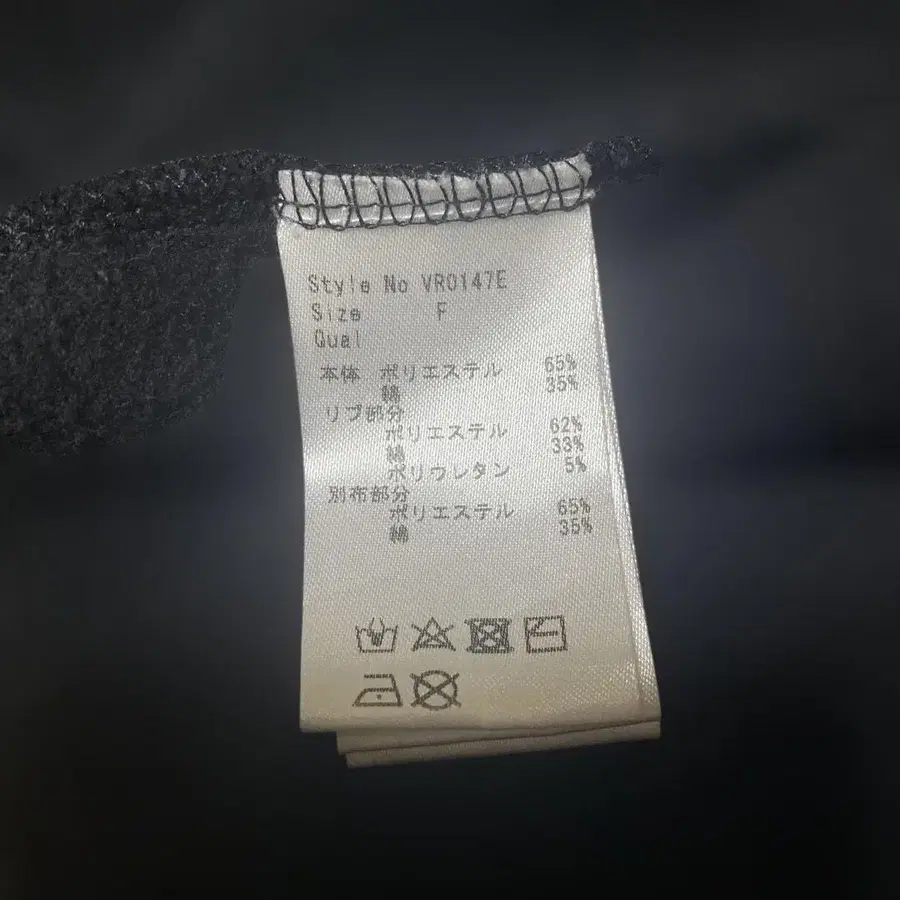 Style No VR0147E
Size F
Qual
本体 ポリエステル 65%
綿 35%
リブ部分
ポリエステル 62%
綿 33%
ポリウレタン 5%
別布部分
ポリエステル 65%
綿 35%